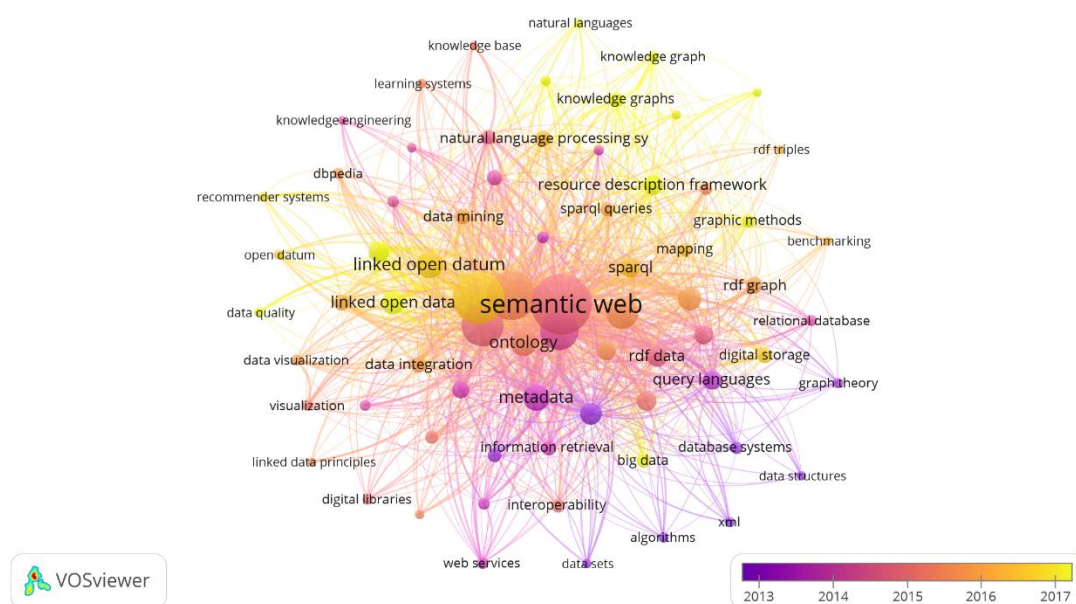 natural languages
knowledge base
knowledge graph
learning systems
knowledge graphs
knowledge engineering
natural language processing sy
rdf triples
dbpedia
resource description framework
recommender systems
sparql queries
data mining
graphic methods
benchmarking
mapping
open datum
linked open datum
sparql
rdf graph
linked open data
semantic web
data quality
relational database
ontology
data visualization
data integration
rdf data
digital storage
query languages
graph theory
metadata
visualization
information retrieval
database systems
linked data principles
big data
data structures
digital libraries
interoperability
xml
algorithms
web services
data sets
VOSviewer
2013 2014 2015 2016 2017